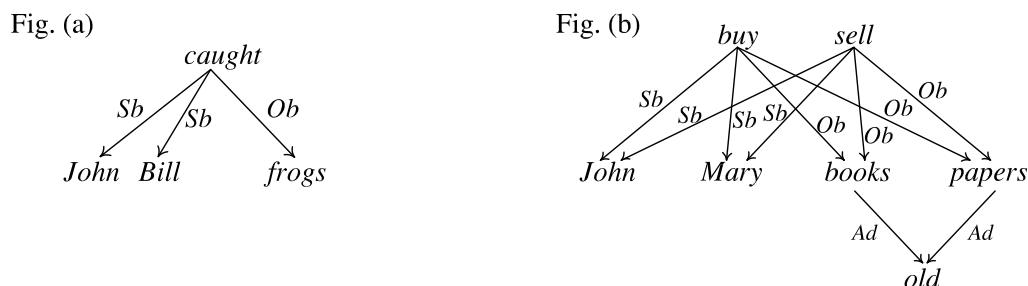 Fig. (a)
Fig. (b)
caught
buy sell
Sb Sb Ob
Sb Sb Sb Sb Ob Ob Ob Ob
John Bill frogs
John Mary books papers
Ad Ad
old